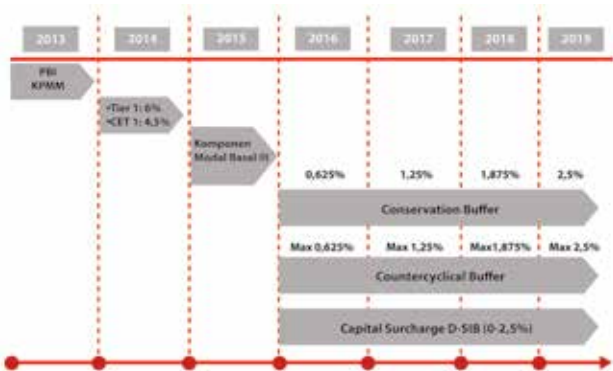 2013 2014 2015 2016 2017 2018 2019
PBI
KPMM
•Tier 1: 6%
•CET 1: 4,5%
Komponen
Modal Basel III
0,625% 1,25% 1,875% 2,5%
Conservation Buffer
Max 0,625% Max 1,25% Max1,875% Max 2,5%
Countercyclical Buffer
Capital Surcharge D-SIB (0-2,5%)